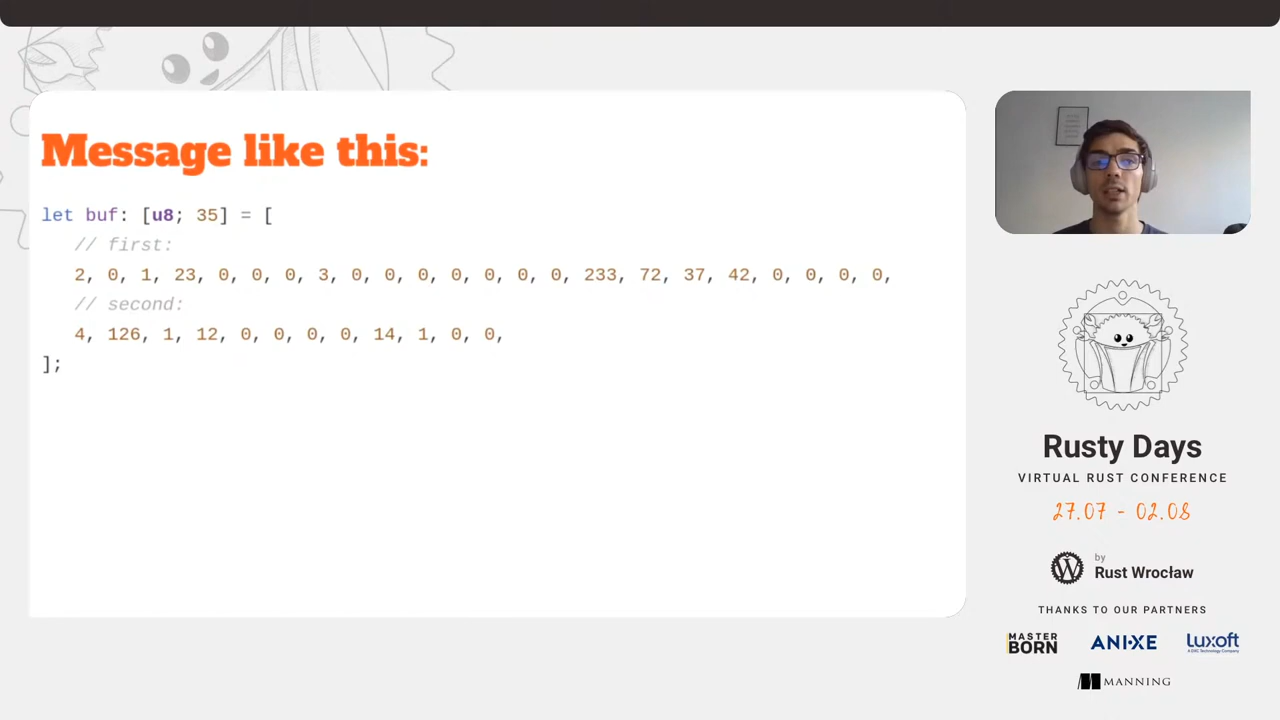 Message like this:
let buf: [u8; 35] = [
// first:
2, 0, 1, 23, 0, 0, 0, 3, 0, 0, 0, 0, 0, 0, 0, 233, 72, 37, 42, 0, 0, 0, 0,
// second:
4, 126, 1, 12, 0, 0, 0, 0, 14, 1, 0, 0,
];
Rusty Days
VIRTUAL RUST CONFERENCE
27.07 - 02.08
by
Rust Wrocław
THANKS TO OUR PARTNERS
MASTER
BORN
ANIXE
luxoft
A DXC Technology Company
MANNING